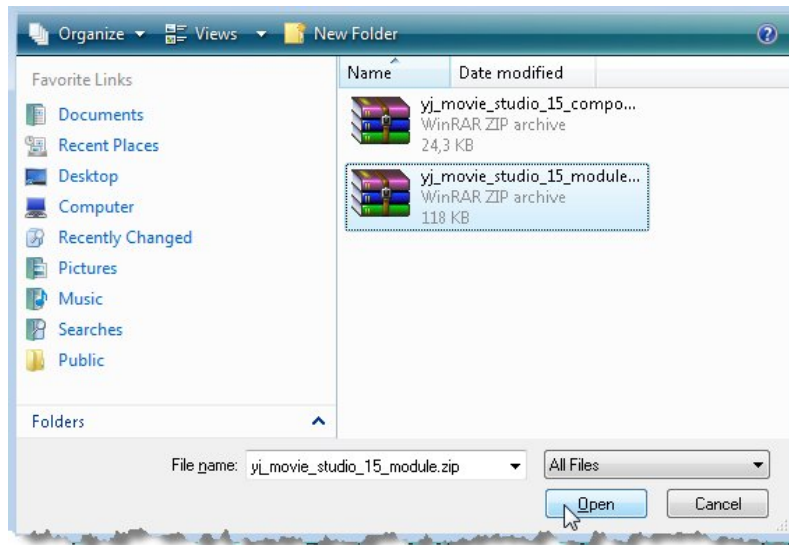 Organize Views New Folder
Favorite Links
Documents
Recent Places
Desktop
Computer
Recently Changed
Pictures
Music
Searches
Public
Folders
Name Date modified
yj_movie_studio_15_compo...
WinRAR ZIP archive
24,3 KB
yj_movie_studio_15_module...
WinRAR ZIP archive
118 KB
File name: yj_movie_studio_15_module.zip All Files
Open Cancel